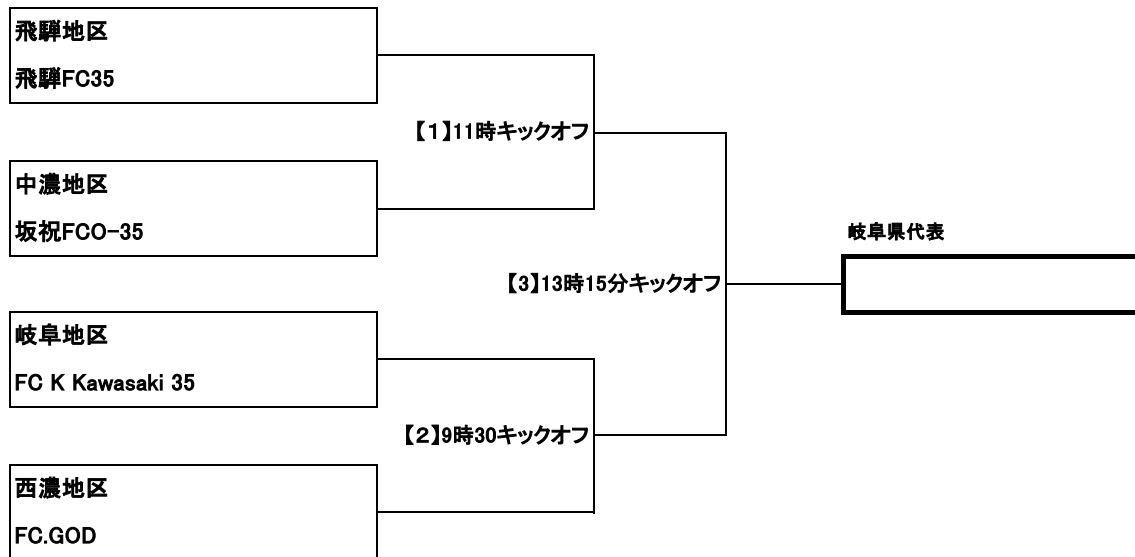 飛騨地区
飛騨FC35
【１】11時キックオフ
中濃地区
坂祝FCO-35
岐阜県代表
【3】13時15分キックオフ
岐阜地区
FC K Kawasaki 35
【2】9時30キックオフ
西濃地区
FC.GOD